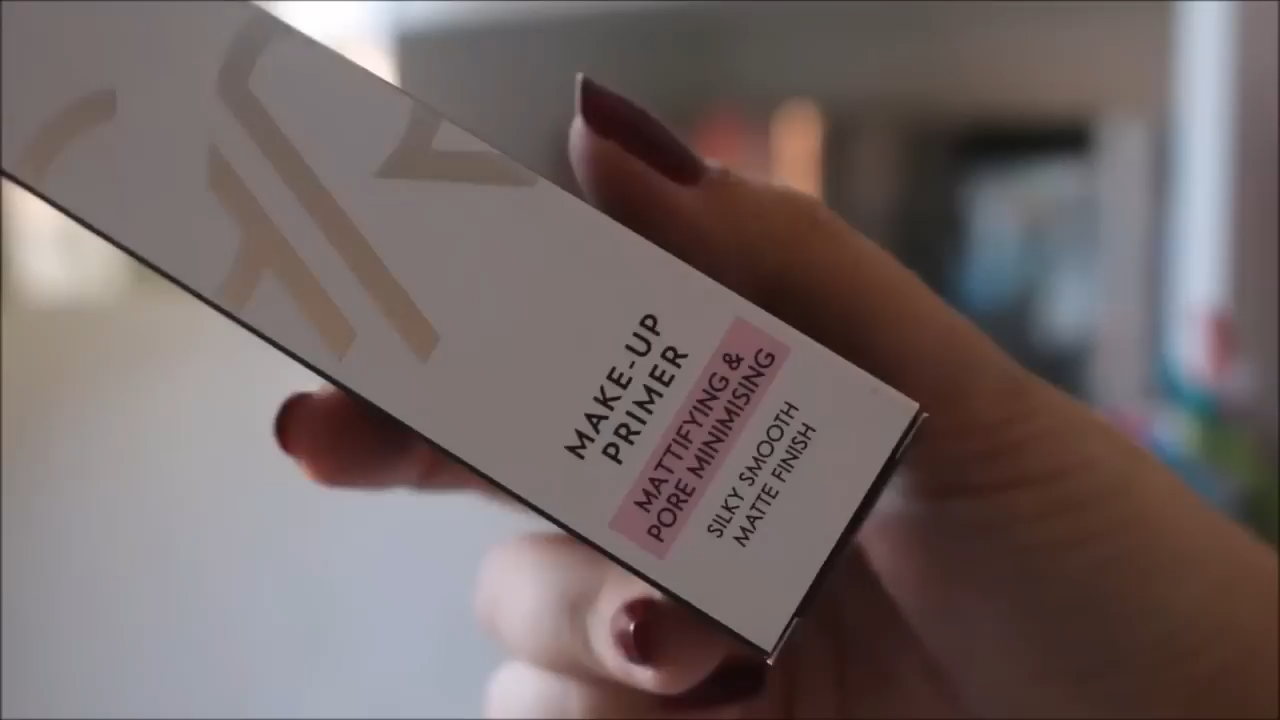 MAKE-UP
PRIMER
MATTIFYING &
PORE MINIMISING
SILKY SMOOTH
MATTE FINISH